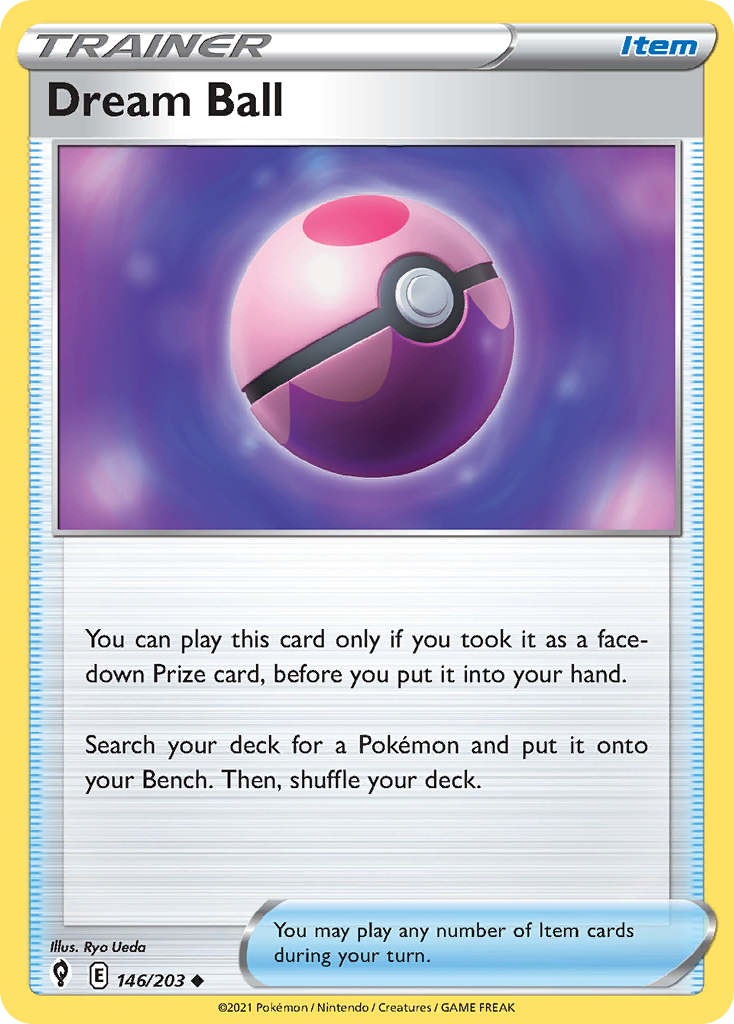 TRAINER
Item
Dream Ball
You can play this card only if you took it as a face-
down Prize card, before you put it into your hand.
Search your deck for a Pokémon and put it onto
your Bench. Then, shuffle your deck.
You may play any number of Item cards
during your turn.
Illus. Ryo Ueda
E 146/203
©2021 Pokémon / Nintendo / Creatures / GAME FREAK